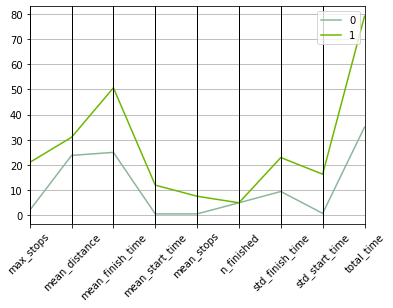 80
70
60
50
40
30
20
10
0
0
1
max_stops
mean_distance
mean_finish_time
mean_start_time
mean_stops
n_finished
std_finish_time
std_start_time
total_time